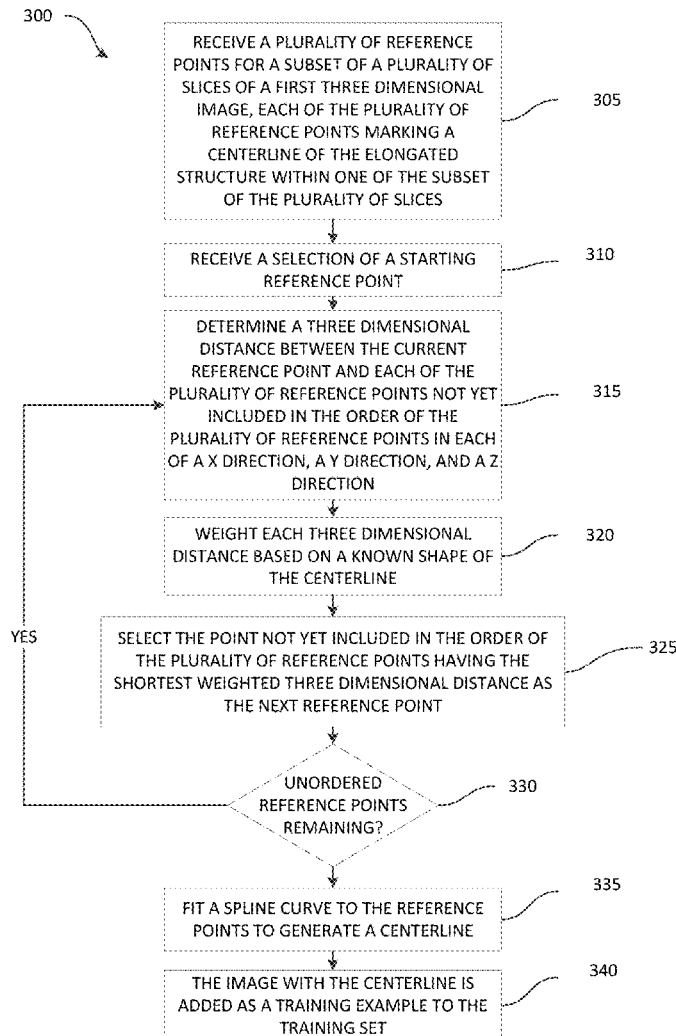 300
RECEIVE A PLURALITY OF REFERENCE
POINTS FOR A SUBSET OF A PLURALITY OF
SLICES OF A FIRST THREE DIMENSIONAL
IMAGE, EACH OF THE PLURALITY OF
REFERENCE POINTS MARKING A
CENTERLINE OF THE ELONGATED
STRUCTURE WITHIN ONE OF THE SUBSET
OF THE PLURALITY OF SLICES
305
RECEIVE A SELECTION OF A STARTING
REFERENCE POINT
310
DETERMINE A THREE DIMENSIONAL
DISTANCE BETWEEN THE CURRENT
REFERENCE POINT AND EACH OF THE
PLURALITY OF REFERENCE POINTS NOT YET
INCLUDED IN THE ORDER OF THE
PLURALITY OF REFERENCE POINTS IN EACH
OF A X DIRECTION, A Y DIRECTION, AND A Z
DIRECTION
315
WEIGHT EACH THREE DIMENSIONAL
DISTANCE BASED ON A KNOWN SHAPE OF
THE CENTERLINE
320
SELECT THE POINT NOT YET INCLUDED IN THE ORDER OF
THE PLURALITY OF REFERENCE POINTS HAVING THE
SHORTEST WEIGHTED THREE DIMENSIONAL DISTANCE AS
THE NEXT REFERENCE POINT
325
YES
UNORDERED
REFERENCE POINTS
REMAINING?
330
FIT A SPLINE CURVE TO THE REFERENCE
POINTS TO GENERATE A CENTERLINE
335
THE IMAGE WITH THE CENTERLINE IS
ADDED AS A TRAINING EXAMPLE TO THE
TRAINING SET
340